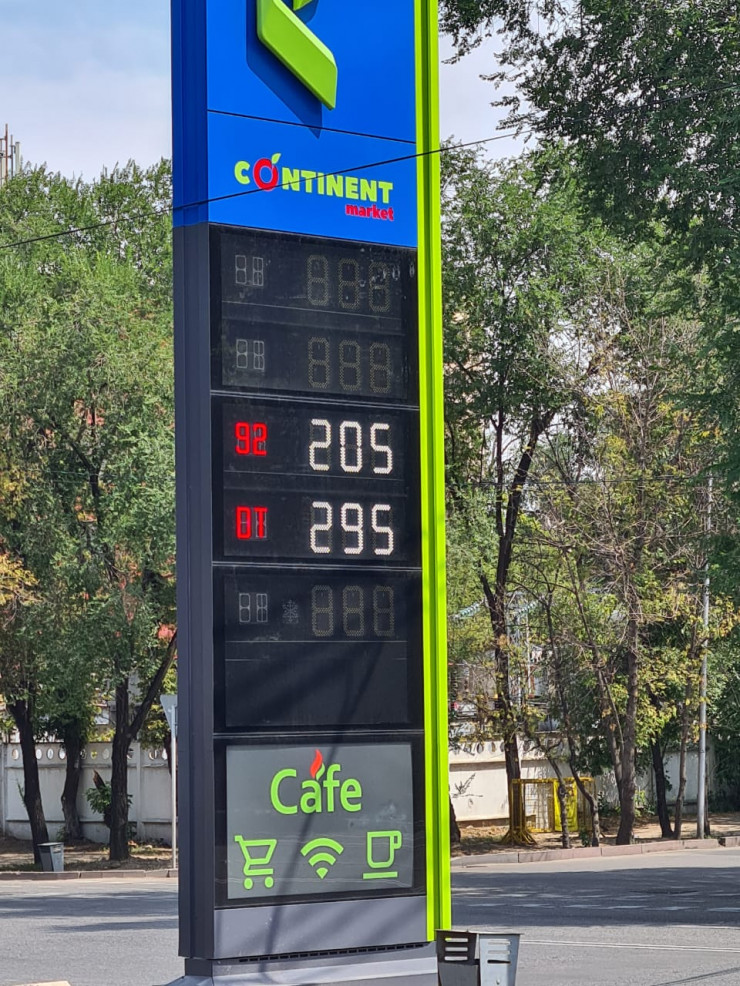 CONTINENT
market
92 205
DT 295
Cafe